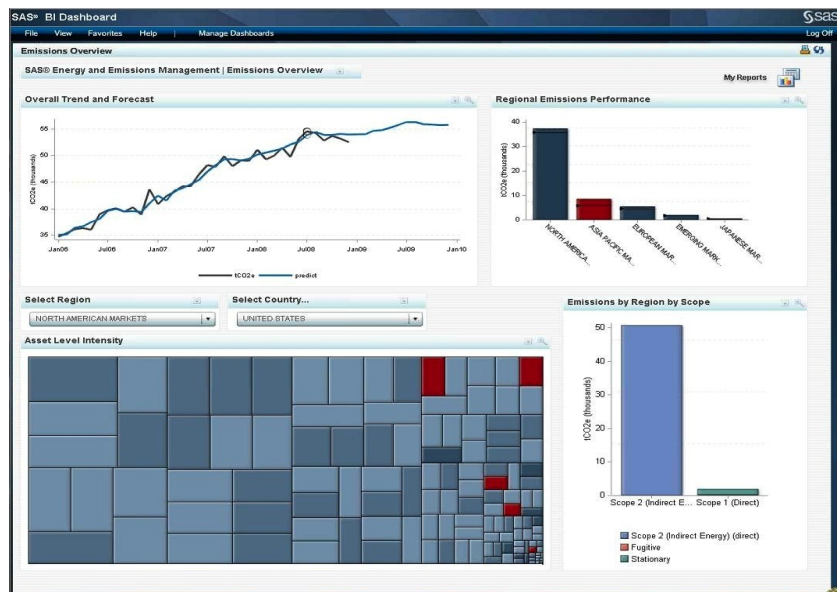 SAS® BI Dashboard
Ssas
File View Favorites Help | Manage Dashboards
Log Off
Emissions Overview
SAS® Energy and Emissions Management | Emissions Overview
My Reports
Overall Trend and Forecast
tCO2e (thousands)
55
50
45
40
35
Jan06 Jul06 Jan07 Jul07 Jan08 Jul08 Jan09 Jul09 Jan10
tCO2e predict
Regional Emissions Performance
tCO2e (thousands)
40
30
20
10
0
NORTH AMERICA...
ASIA PACIFIC MA...
EUROPEAN MAR...
EMERGING MARK...
JAPANESE MAR...
Select Region
NORTH AMERICAN MARKETS
Select Country...
UNITED STATES
Asset Level Intensity
Emissions by Region by Scope
tCO2e (thousands)
50
40
30
20
10
0
Scope 2 (Indirect E... Scope 1 (Direct)
Scope 2 (Indirect Energy) (direct)
Fugitive
Stationary